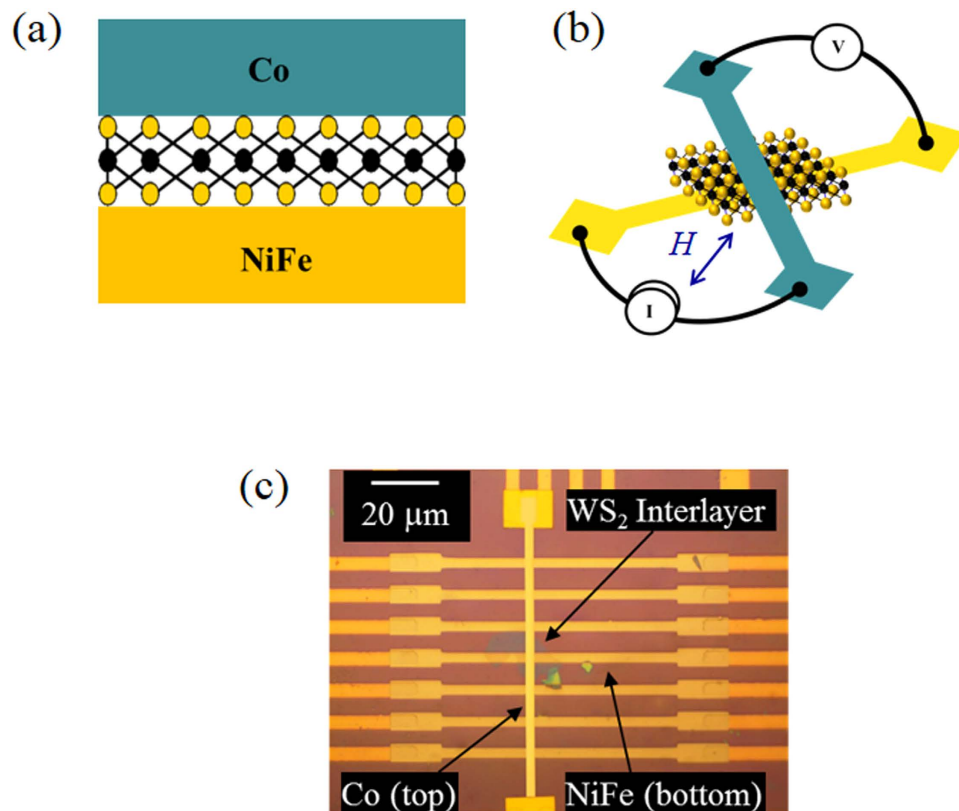 (a)
Co
NiFe
(b)
V
H
I
(c)
20 μm
WS₂ Interlayer
Co (top)
NiFe (bottom)